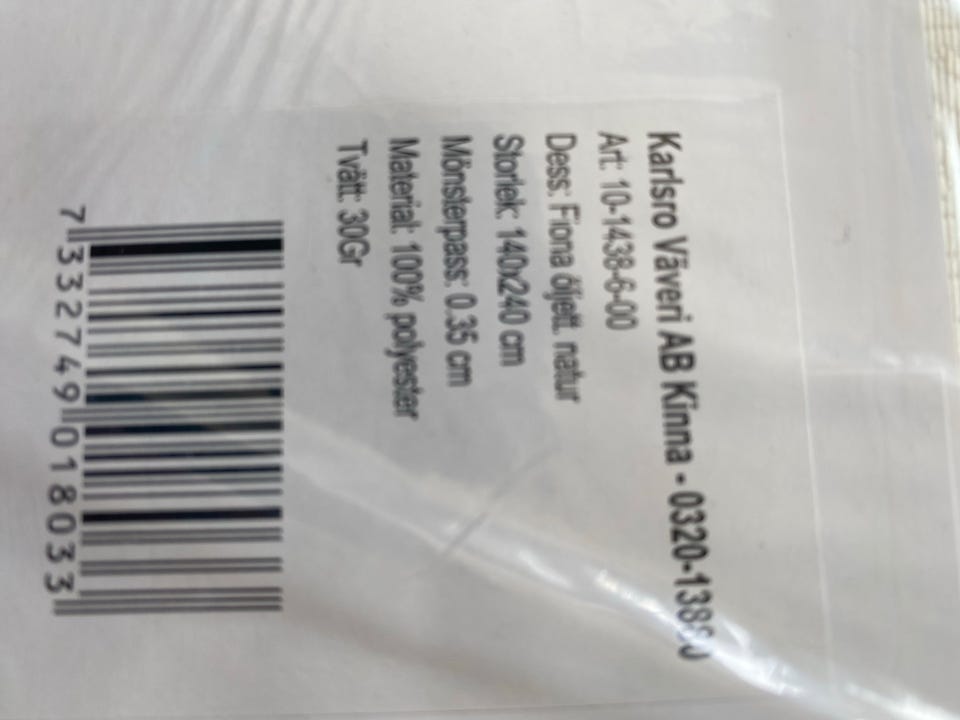 Karlsro Väveri AB Kinna -
Art: 10-1438-6-00
Dess: Fiona öljett. natur
Storlek: 140x240 cm
Mönsterpass: 0.35 cm
Material: 100% polyester
Tvätt: 30Gr
7 332749 018033